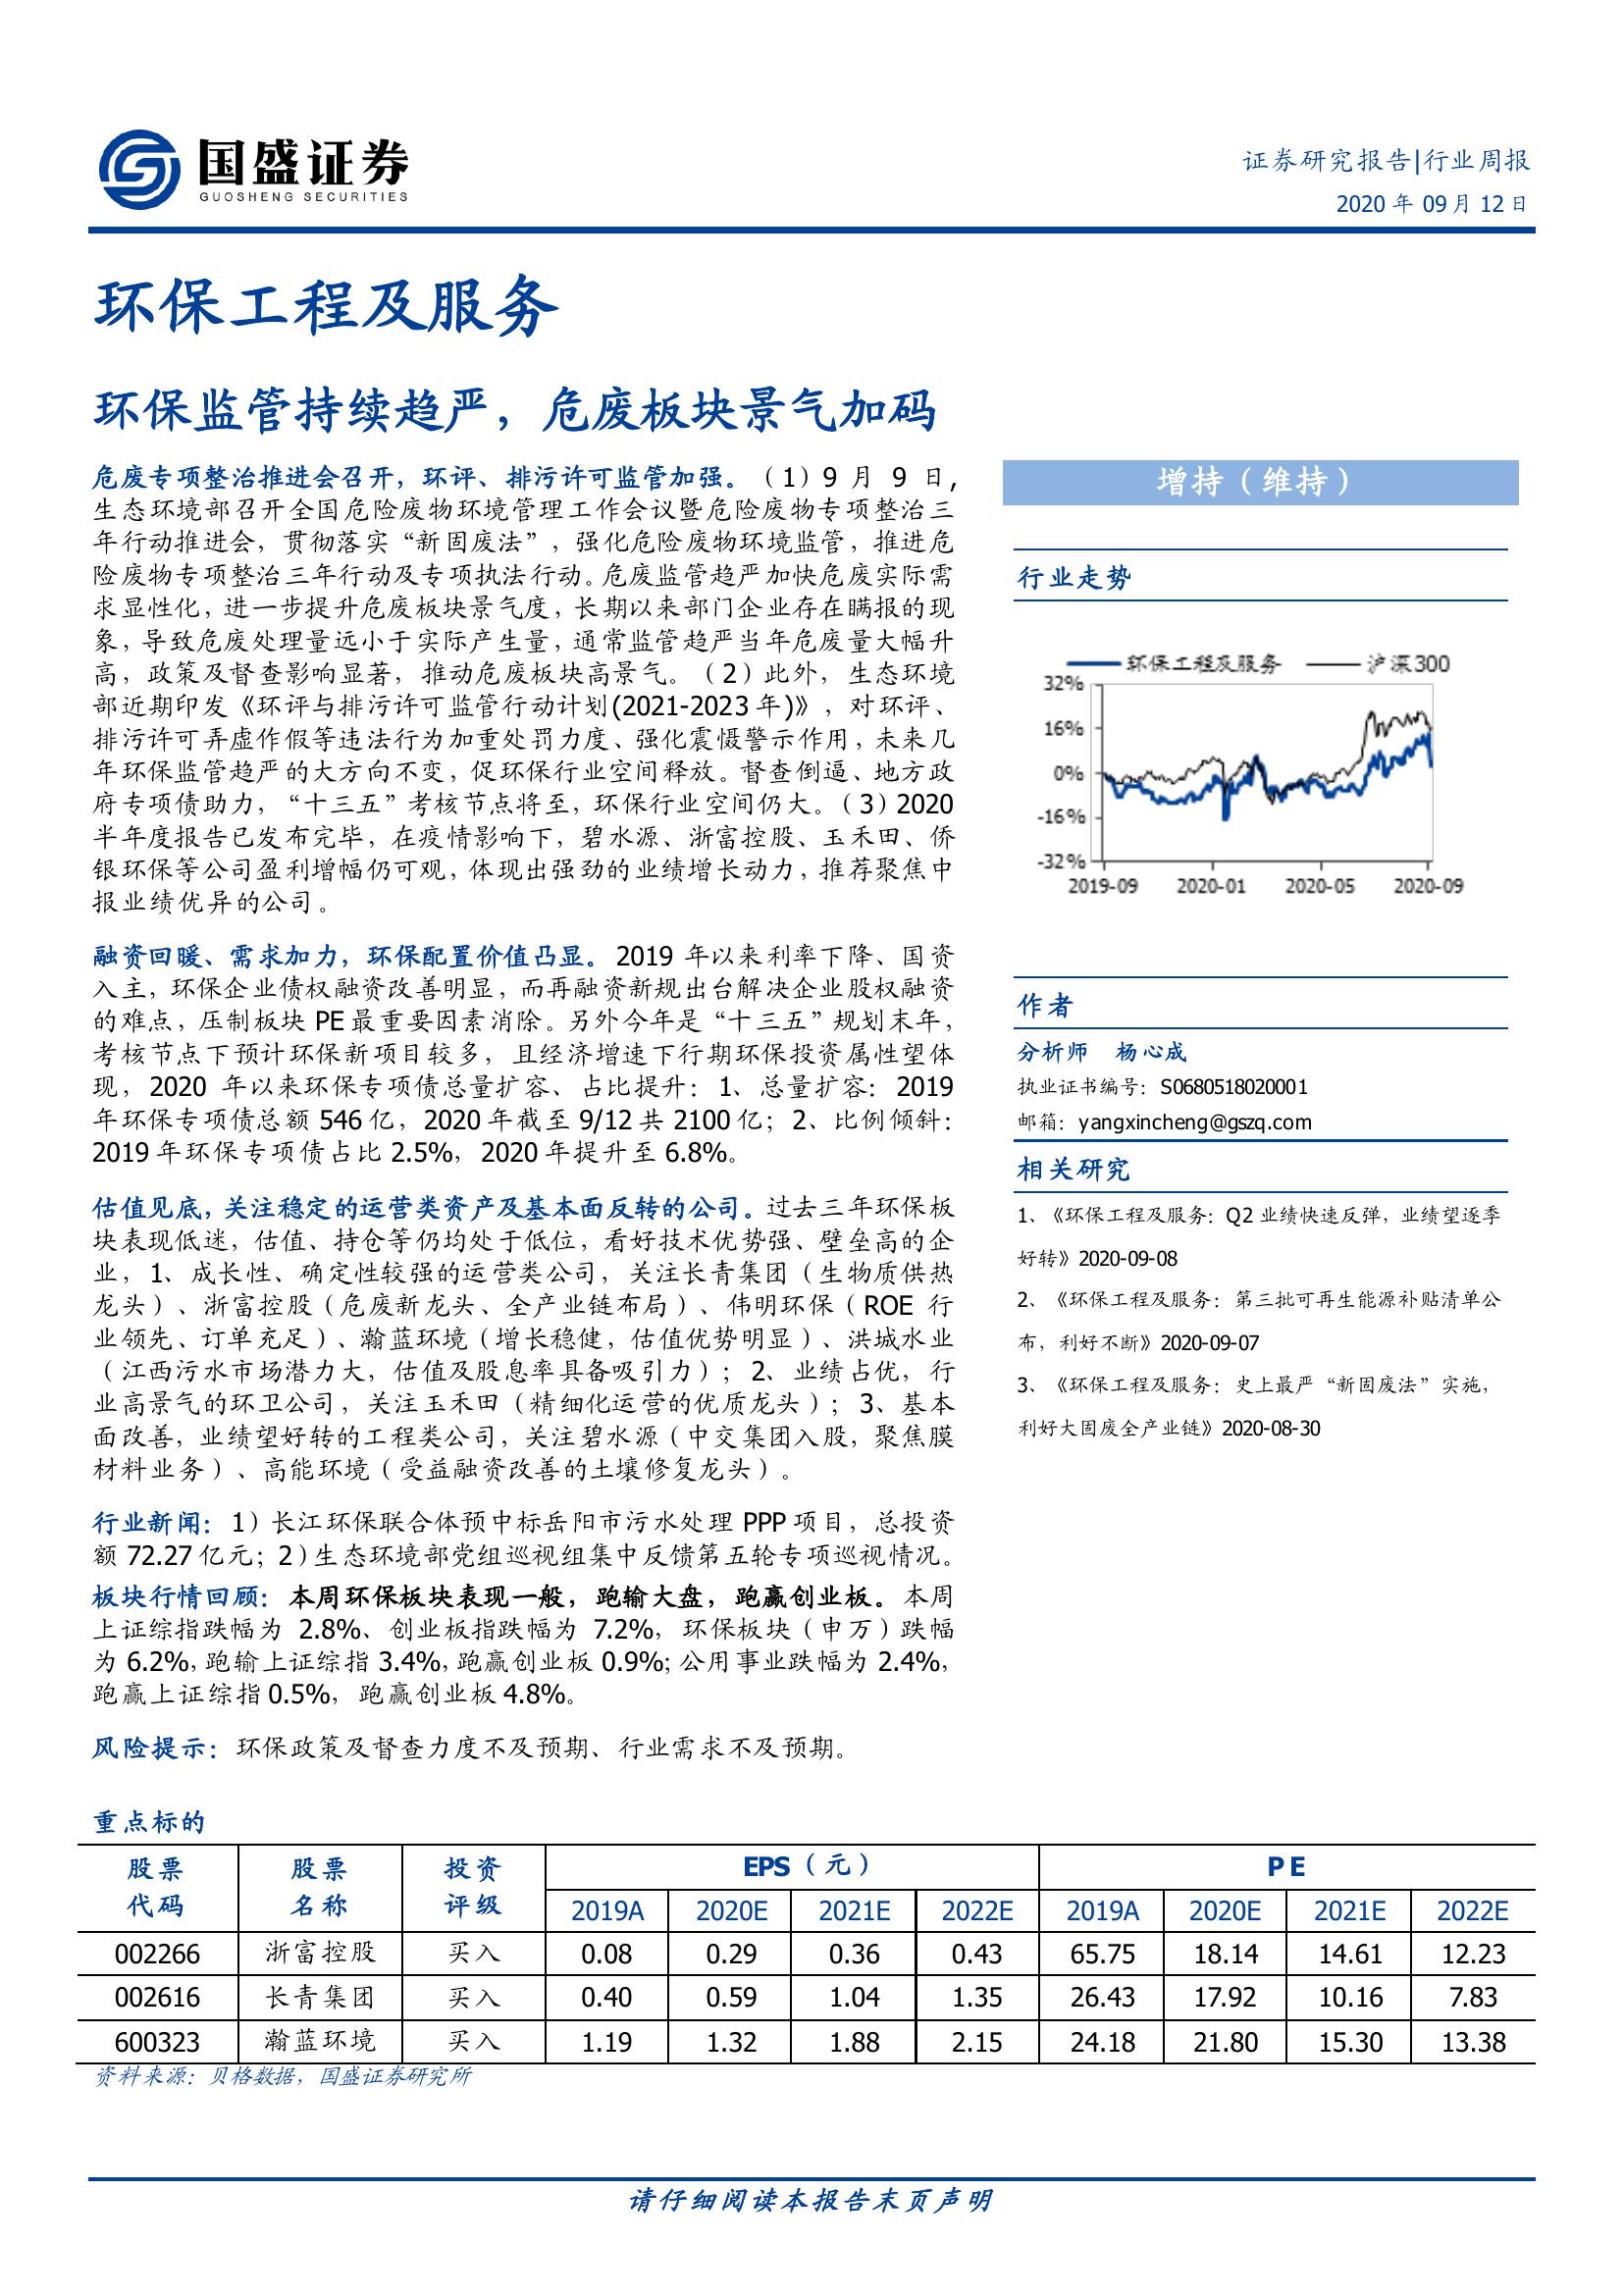 国盛证券
GUOSHENG SECURITIES
证券研究报告|行业周报
2020 年 09月 12日
环保工程及服务
环保监管持续趋严，危废板块景气加码
危废专项整治推进会召开，环评、排污许可监管加强。（1）9 月 9 日，
生态环境部召开全国危险废物环境管理工作会议暨危险废物专项整治三
年行动推进会，贯彻落实“新固废法”，强化危险废物环境监管，推进危
险废物专项整治三年行动及专项执法行动。危废监管趋严加快危废实际需
求显性化，进一步提升危废板块景气度，长期以来部门企业存在瞒报的现
象，导致危废处理量远小于实际产生量，通常监管趋严当年危废量大幅升
高，政策及督查影响显著，推动危废板块高景气。（2）此外，生态环境
部近期印发《环评与排污许可监管行动计划(2021-2023 年)》，对环评、
排污许可弄虚作假等违法行为加重处罚力度、强化震慑警示作用，未来几
年环保监管趋严的大方向不变，促环保行业空间释放。督查倒逼、地方政
府专项债助力，“十三五”考核节点将至，环保行业空间仍大。（3）2020
半年度报告已发布完毕，在疫情影响下，碧水源、浙富控股、玉禾田、侨
银环保等公司盈利增幅仍可观，体现出强劲的业绩增长动力，推荐聚焦中
报业绩优异的公司。
融资回暖、需求加力，环保配置价值凸显。2019 年以来利率下降、国资
入主，环保企业债权融资改善明显，而再融资新规出台解决企业股权融资
的难点，压制板块 PE 最重要因素消除。另外今年是“十三五”规划末年，
考核节点下预计环保新项目较多，且经济增速下行期环保投资属性望体
现，2020 年以来环保专项债总量扩容、占比提升：1、总量扩容：2019
年环保专项债总额 546 亿，2020 年截至 9/12 共 2100 亿；2、比例倾斜：
2019 年环保专项债占比 2.5%，2020 年提升至 6.8%。
估值见底，关注稳定的运营类资产及基本面反转的公司。过去三年环保板
块表现低迷，估值、持仓等仍均处于低位，看好技术优势强、壁垒高的企
业，1、成长性、确定性较强的运营类公司，关注长青集团（生物质供热
龙头）、浙富控股（危废新龙头、全产业链布局）、伟明环保（ROE 行
业领先、订单充足）、瀚蓝环境（增长稳健，估值优势明显）、洪城水业
（江西污水市场潜力大，估值及股息率具备吸引力）；2、业绩占优，行
业高景气的环卫公司，关注玉禾田（精细化运营的优质龙头）；3、基本
面改善，业绩望好转的工程类公司，关注碧水源（中交集团入股，聚焦膜
材料业务）、高能环境（受益融资改善的土壤修复龙头）。
行业新闻：1）长江环保联合体预中标岳阳市污水处理 PPP 项目，总投资
额 72.27 亿元；2）生态环境部党组巡视组集中反馈第五轮专项巡视情况。
板块行情回顾：本周环保板块表现一般，跑输大盘，跑赢创业板。本周
上证综指跌幅为 2.8%、创业板指跌幅为 7.2%，环保板块（申万）跌幅
为 6.2%，跑输上证综指 3.4%，跑赢创业板 0.9%；公用事业跌幅为 2.4%，
跑赢上证综指 0.5%，跑赢创业板 4.8%。
风险提示：环保政策及督查力度不及预期、行业需求不及预期。
增持（维持）
行业走势
环保工程及服务 沪深300
32%
16%
0%
-16%
-32%
2019-09 2020-01 2020-05 2020-09
作者
分析师 杨心成
执业证书编号：S0680518020001
邮箱：yangxincheng@gszq.com
相关研究
1、《环保工程及服务：Q2 业绩快速反弹，业绩望逐季
好转》2020-09-08
2、《环保工程及服务：第三批可再生能源补贴清单公
布，利好不断》2020-09-07
3、《环保工程及服务：史上最严“新固废法”实施，
利好大固废全产业链》2020-08-30
重点标的
股票 股票 投资 EPS（元） PE
代码 名称 评级 2019A 2020E 2021E 2022E 2019A 2020E 2021E 2022E
002266 浙富控股 买入 0.08 0.29 0.36 0.43 65.75 18.14 14.61 12.23
002616 长青集团 买入 0.40 0.59 1.04 1.35 26.43 17.92 10.16 7.83
600323 瀚蓝环境 买入 1.19 1.32 1.88 2.15 24.18 21.80 15.30 13.38
资料来源：贝格数据，国盛证券研究所
请仔细阅读本报告末页声明